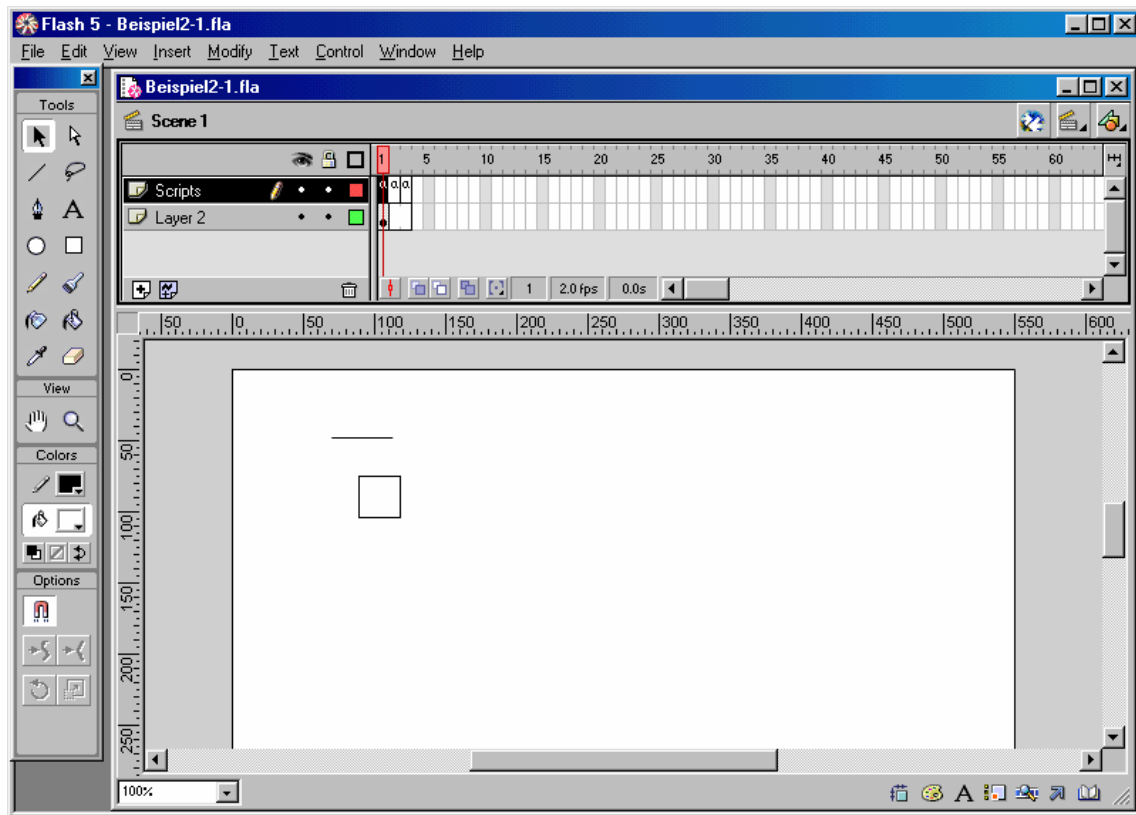 Flash 5 - Beispiel2-1.fla
File Edit View Insert Modify Text Control Window Help
Beispiel2-1.fla
Tools
Scene 1
1 5 10 15 20 25 30 35 40 45 50 55 60
Scripts
a a a
Layer 2
1 2.0 fps 0.0s
50 0 50 100 150 200 250 300 350 400 450 500 550 600
0
50
100
150
200
250
View
Colors
Options
100%